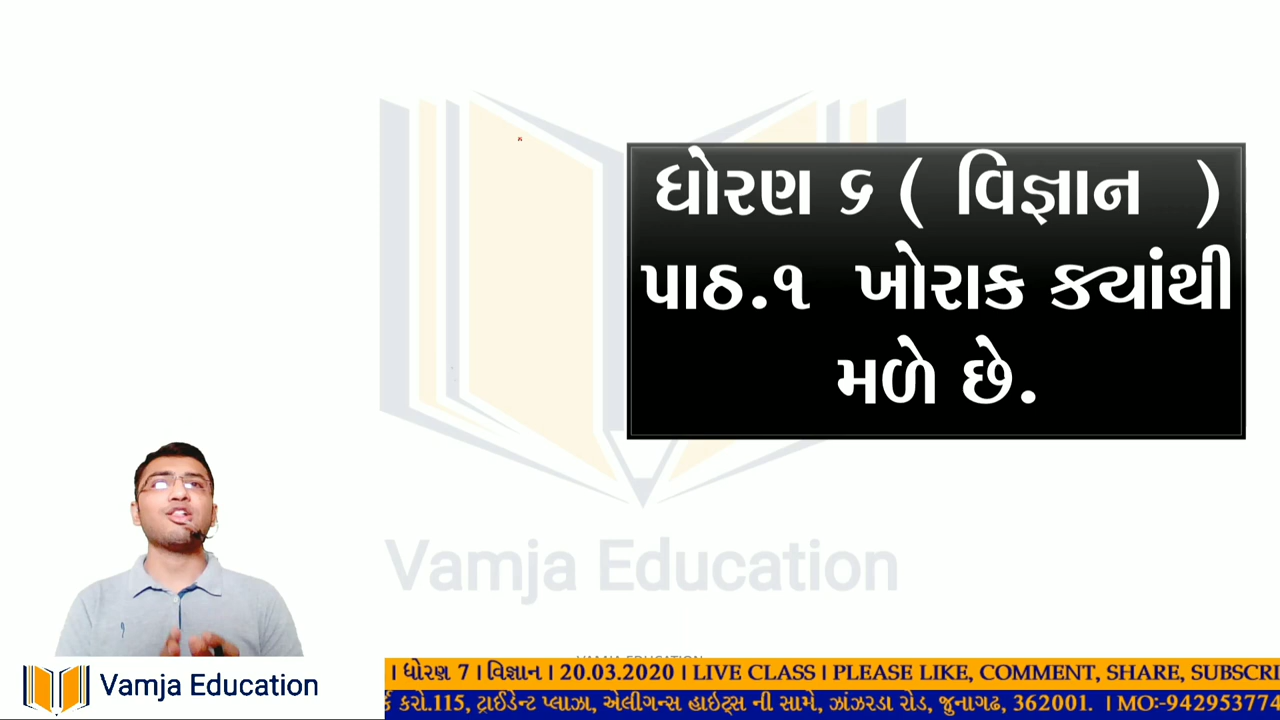 ધોરણ ૬ ( વિજ્ઞાન )
પાઠ.૧ ખોરાક ક્યાંથી
મળે છે.
Vamja Education
Vamja Education
। ધોરણ 7 । વિજ્ઞાન । 20.03.2020 । LIVE CLASS । PLEASE LIKE, COMMENT, SHARE, SUBSCRI
કરો.115, ટ્રાઈડેન્ટ પ્લાઝા, એલીગન્સ હાઇટ્સ ની સામે, ઝાંઝરડા રોડ, જુનાગઢ, 362001. । MO:-942953774